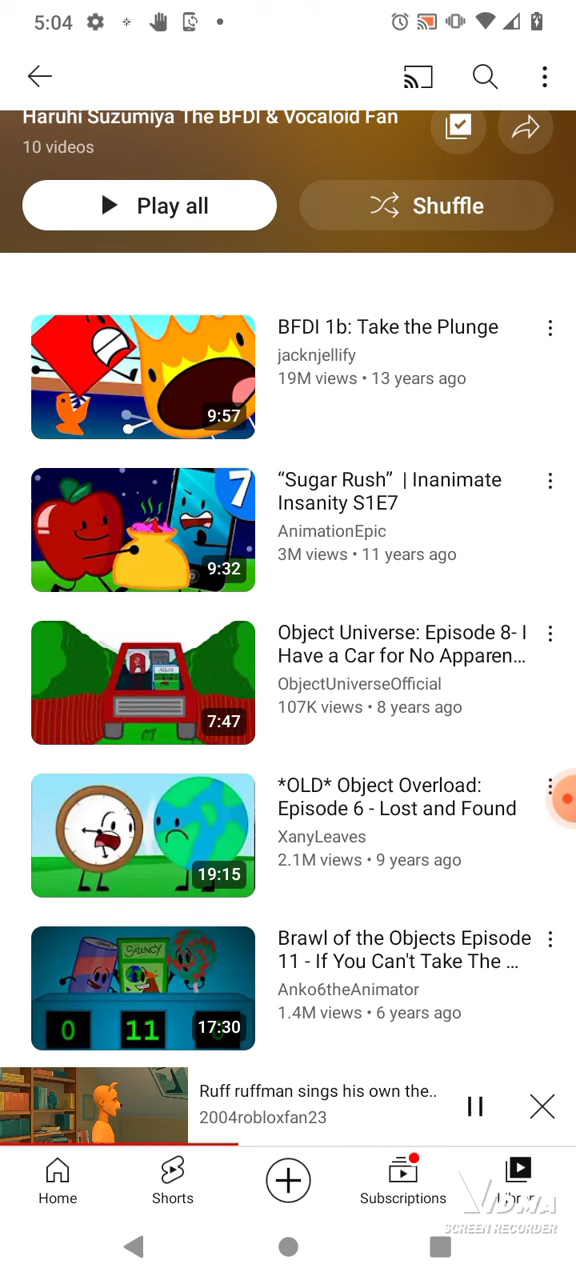 5:04
Haruhi Suzumiya The BFDI & Vocaloid Fan
10 videos
Play all
Shuffle
BFDI 1b: Take the Plunge
jacknjellify
19M views • 13 years ago
9:57
“Sugar Rush” | Inanimate
Insanity S1E7
AnimationEpic
3M views • 11 years ago
7
9:32
Object Universe: Episode 8- I
Have a Car for No Apparen...
ObjectUniverseOfficial
107K views • 8 years ago
7:47
*OLD* Object Overload:
Episode 6 - Lost and Found
XanyLeaves
2.1M views • 9 years ago
19:15
Brawl of the Objects Episode
11 - If You Can't Take The ...
Anko6theAnimator
1.4M views • 6 years ago
0
11
17:30
Ruff ruffman sings his own the..
2004robloxfan23
Home
Shorts
Subscriptions
VIDMA
SCREEN RECORDER